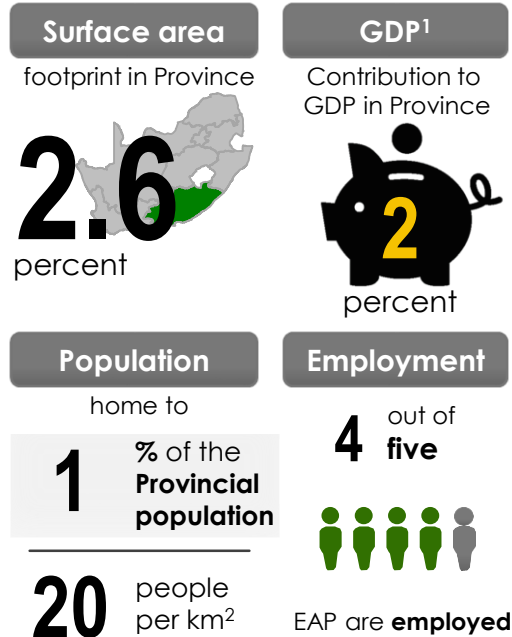 Surface area
footprint in Province
2.6
percent
GDP¹
Contribution to
GDP in Province
2
percent
Population
home to
1 % of the
Provincial
population
20 people
per km²
Employment
4 out of
five
EAP are employed